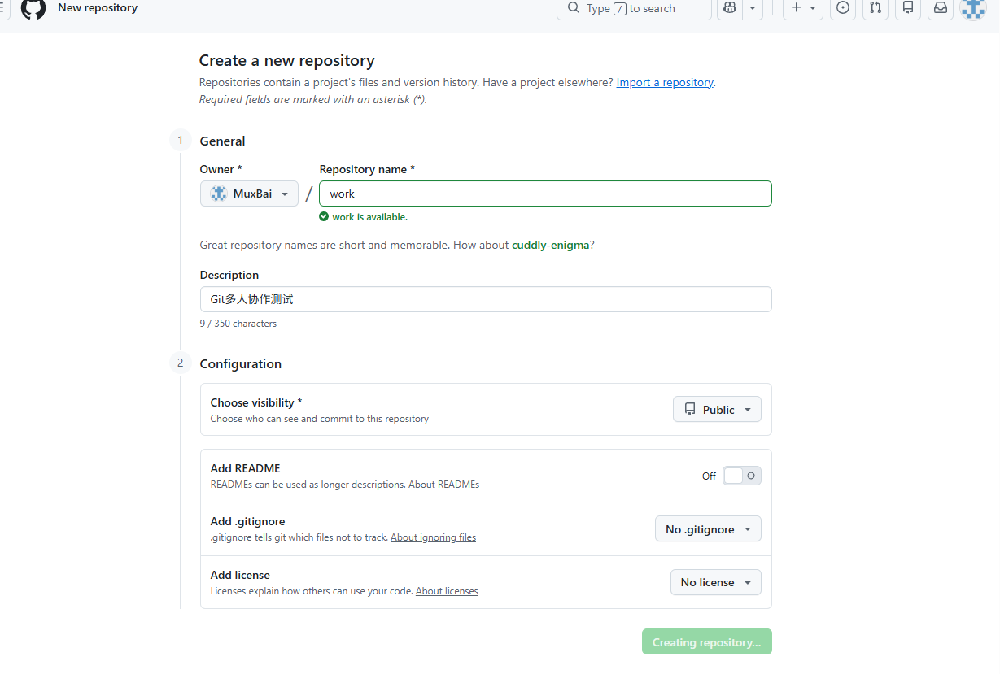 New repository
Type / to search
Create a new repository
Repositories contain a project's files and version history. Have a project elsewhere? Import a repository.
Required fields are marked with an asterisk (*).
1 General
Owner *
Repository name *
MuxBai / work
work is available.
Great repository names are short and memorable. How about cuddly-enigma?
Description
Git多人协作测试
9 / 350 characters
2 Configuration
Choose visibility *
Choose who can see and commit to this repository
Public
Add README
READMEs can be used as longer descriptions. About READMEs
Off
Add .gitignore
.gitignore tells git which files not to track. About ignoring files
No .gitignore
Add license
Licenses explain how others can use your code. About licenses
No license
Creating repository...